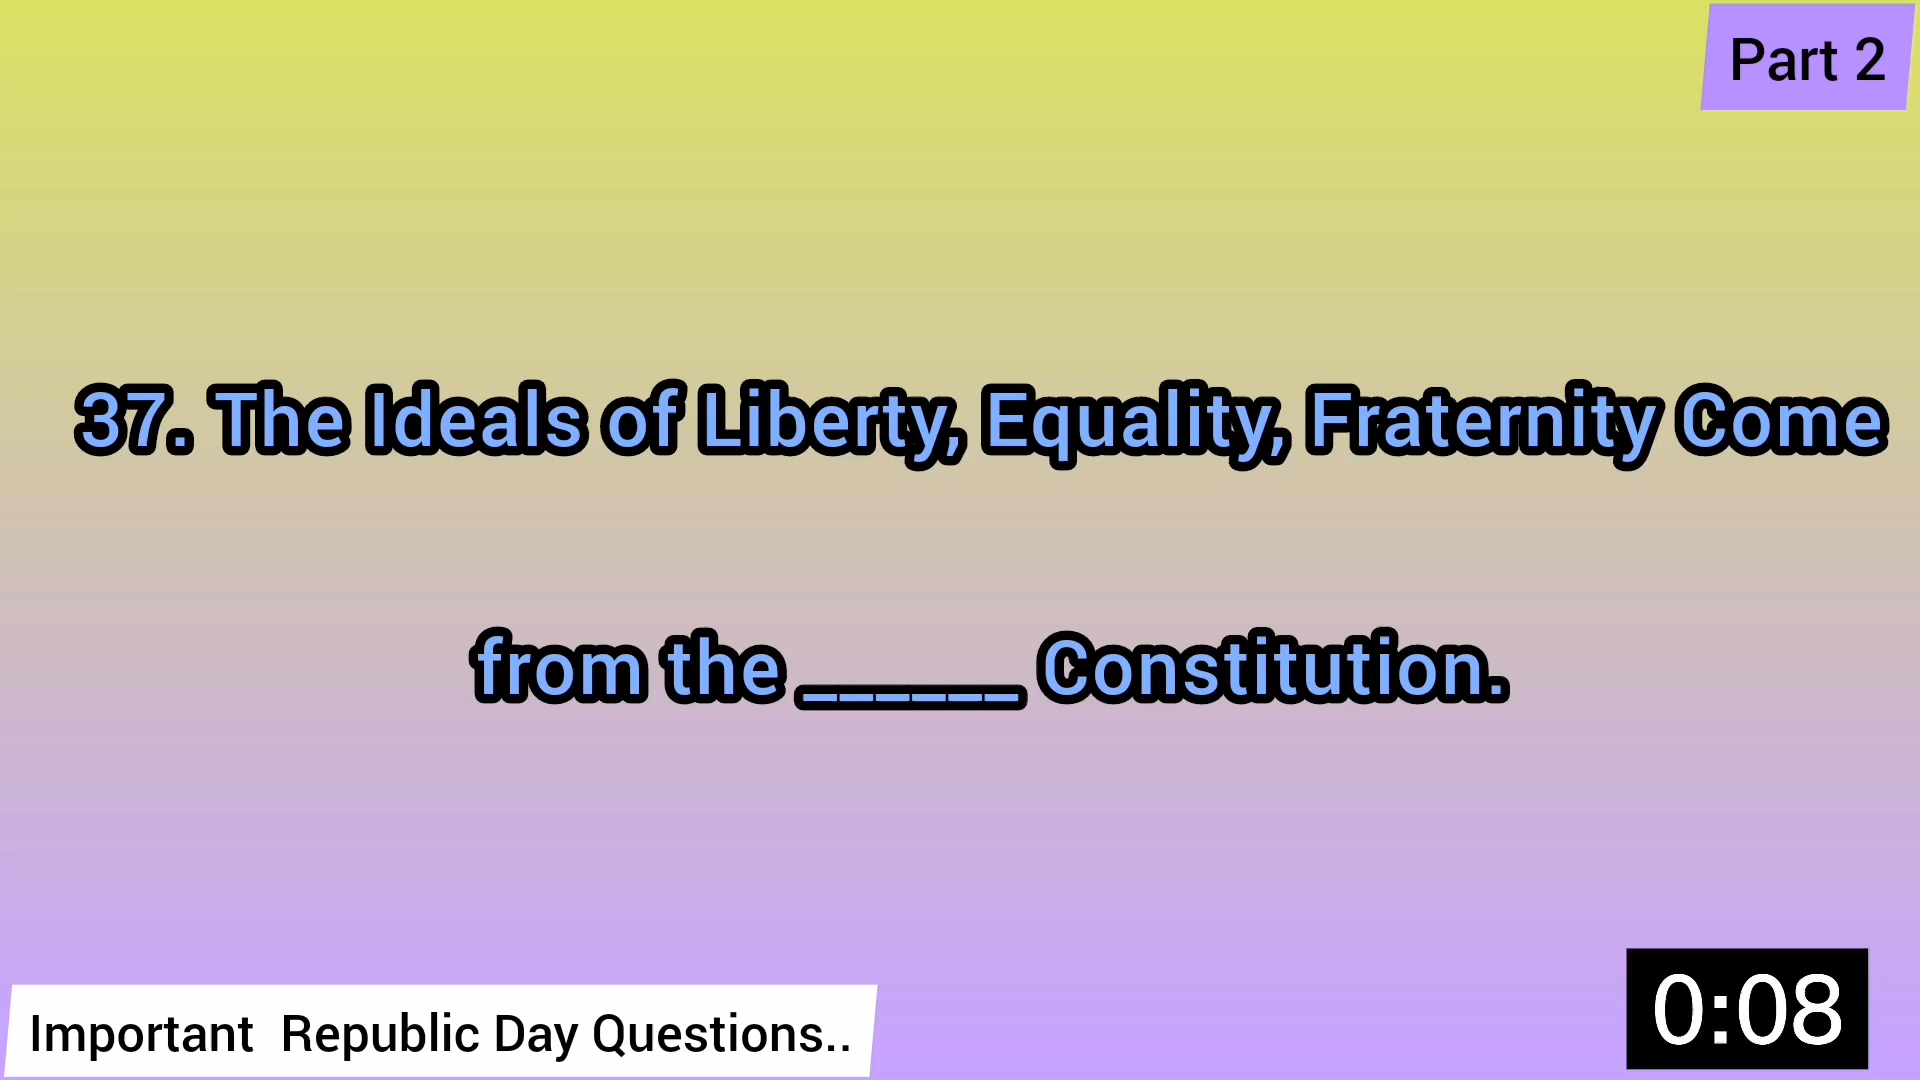 Part 2
37. The Ideals of Liberty, Equality, Fraternity Come
from the ______ Constitution.
Important  Republic Day Questions..
0:08